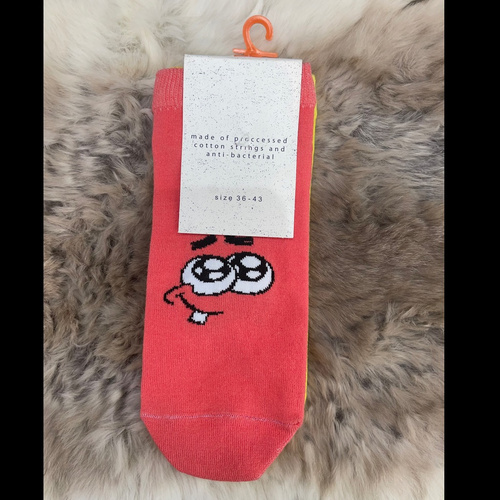 made of proccessed
cotton strings and
anti-bacterial
size 36-43